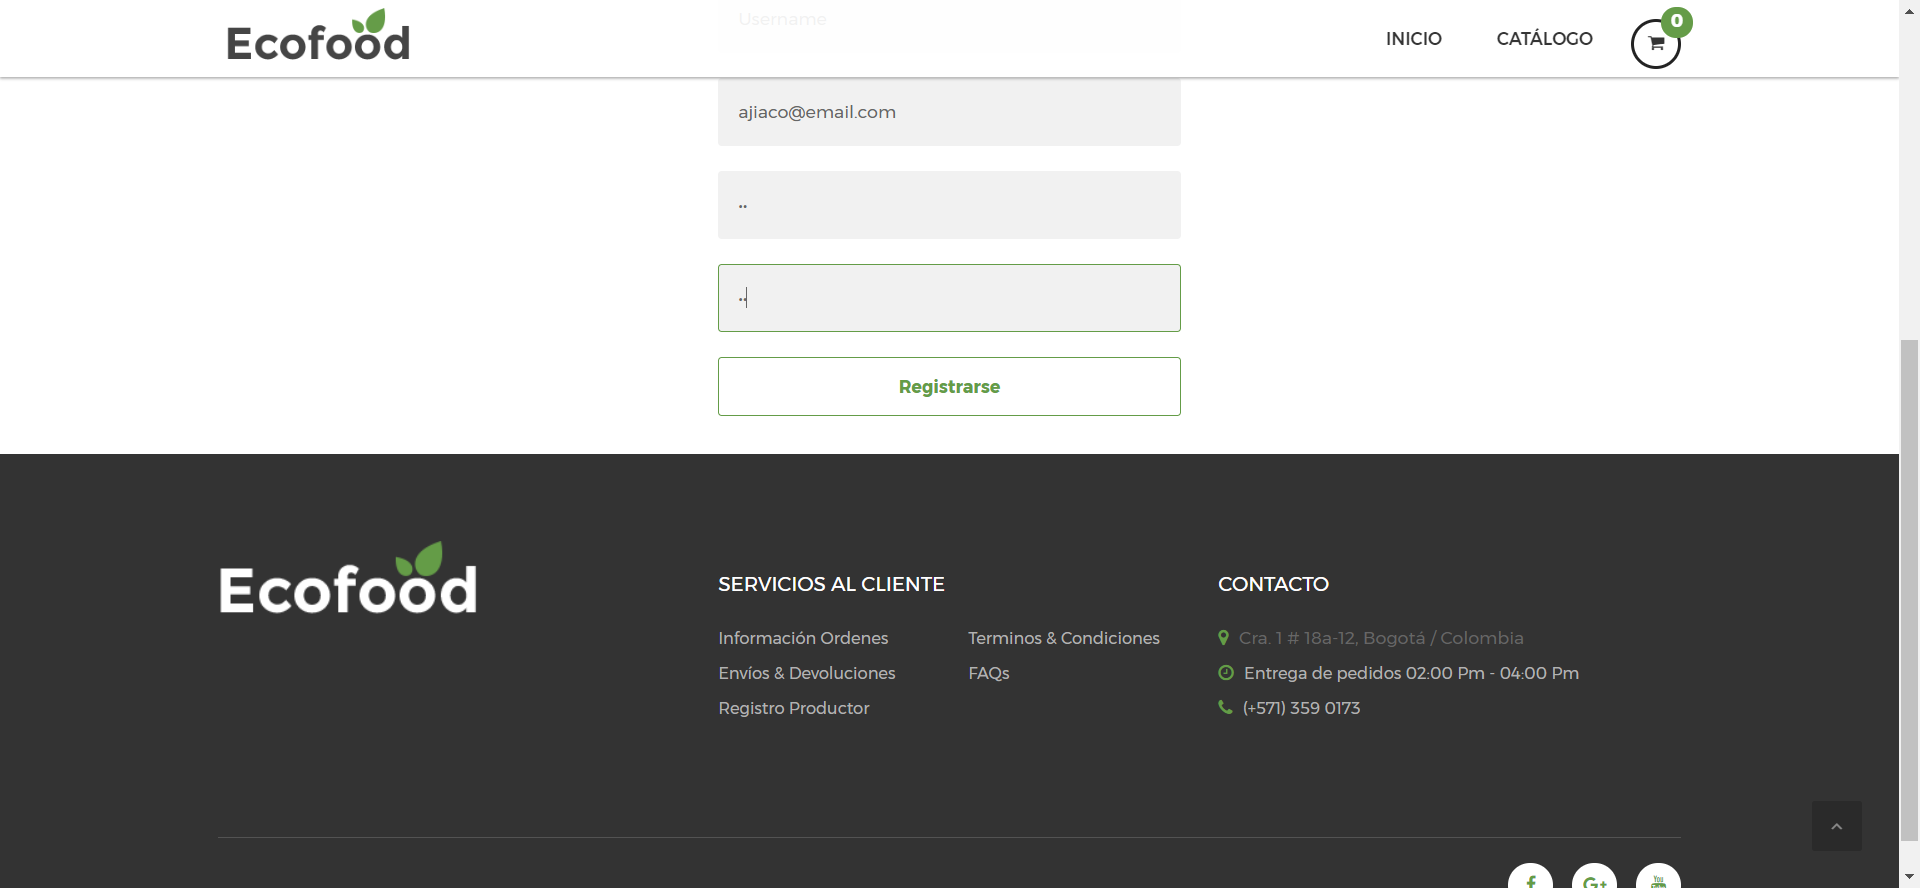 Username
Ecofood
INICIO
CATÁLOGO
0
ajiaco@email.com
Registrarse
Ecofood
SERVICIOS AL CLIENTE
Información Ordenes
Terminos & Condiciones
Envíos & Devoluciones
FAQs
Registro Productor
CONTACTO
Cra. 1 # 18a-12, Bogotá / Colombia
Entrega de pedidos 02:00 Pm - 04:00 Pm
(+571) 359 0173